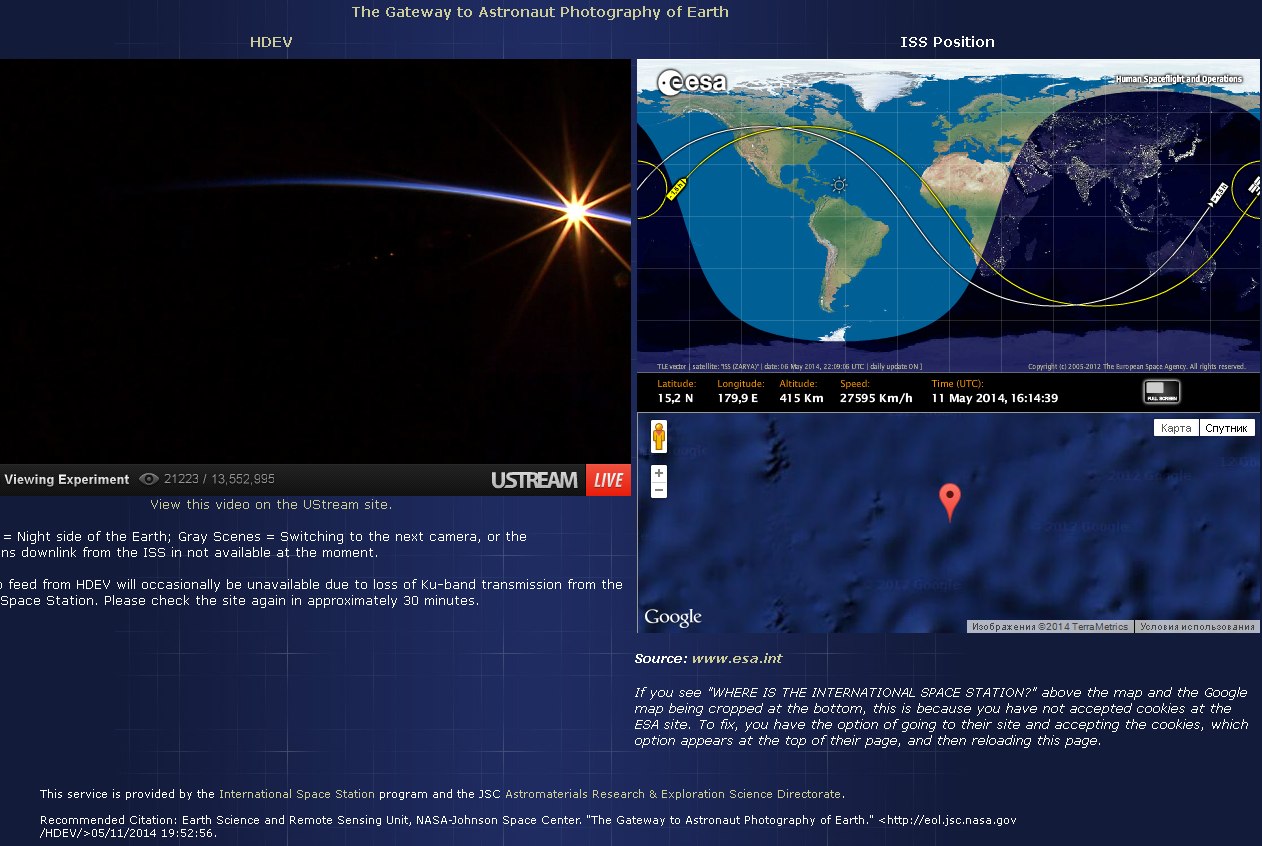 The Gateway to Astronaut Photography of Earth
HDEV
ISS Position
esa
Human Spaceflight and Operations
-1.5 h
+1.5 h
TLE vector | satellite: "ISS (ZARYA)" | date: 06 May 2014, 22:09:06 UTC | daily update ON ]
Copyright (c) 2005-2012 The European Space Agency. All rights reserved.
Latitude: Longitude: Altitude: Speed: Time (UTC):
15,2 N 179,9 E 415 Km 27595 Km/h 11 May 2014, 16:14:39
FULL SCREEN
Viewing Experiment 21223 / 13,552,995 USTREAM LIVE
View this video on the UStream site.
= Night side of the Earth; Gray Scenes = Switching to the next camera, or the
ns downlink from the ISS in not available at the moment.
o feed from HDEV will occasionally be unavailable due to loss of Ku-band transmission from the
Space Station. Please check the site again in approximately 30 minutes.
Карта Спутник
+
−
© 2012 Google
© 2012 Google
© 2012 Google
Google
Изображения ©2014 TerraMetrics Условия использования
Source: www.esa.int
If you see "WHERE IS THE INTERNATIONAL SPACE STATION?" above the map and the Google
map being cropped at the bottom, this is because you have not accepted cookies at the
ESA site. To fix, you have the option of going to their site and accepting the cookies, which
option appears at the top of their page, and then reloading this page.
This service is provided by the International Space Station program and the JSC Astromaterials Research & Exploration Science Directorate.
Recommended Citation: Earth Science and Remote Sensing Unit, NASA-Johnson Space Center. "The Gateway to Astronaut Photography of Earth." <http://eol.jsc.nasa.gov
/HDEV/>05/11/2014 19:52:56.